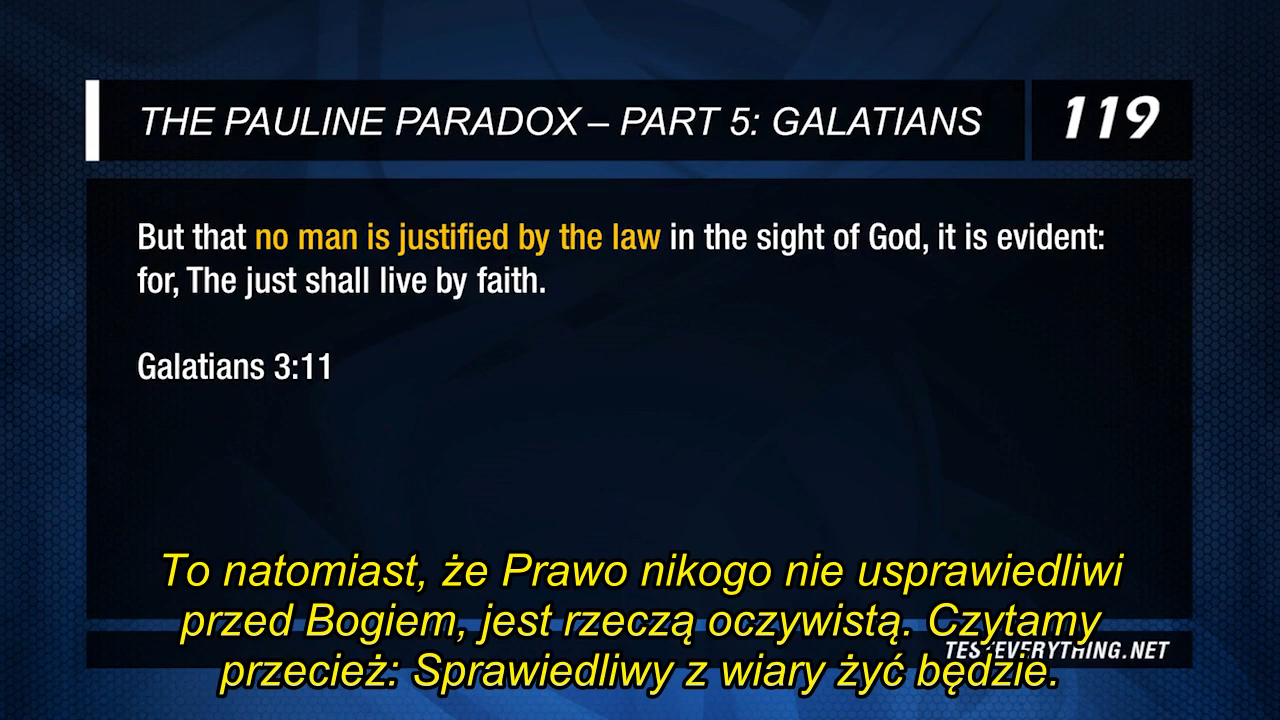 THE PAULINE PARADOX – PART 5: GALATIANS
119
But that no man is justified by the law in the sight of God, it is evident:
for, The just shall live by faith.
Galatians 3:11
To natomiast, że Prawo nikogo nie usprawiedliwi
przed Bogiem, jest rzeczą oczywistą. Czytamy
przecież: Sprawiedliwy z wiary żyć będzie.
TESTEVERYTHING.NET